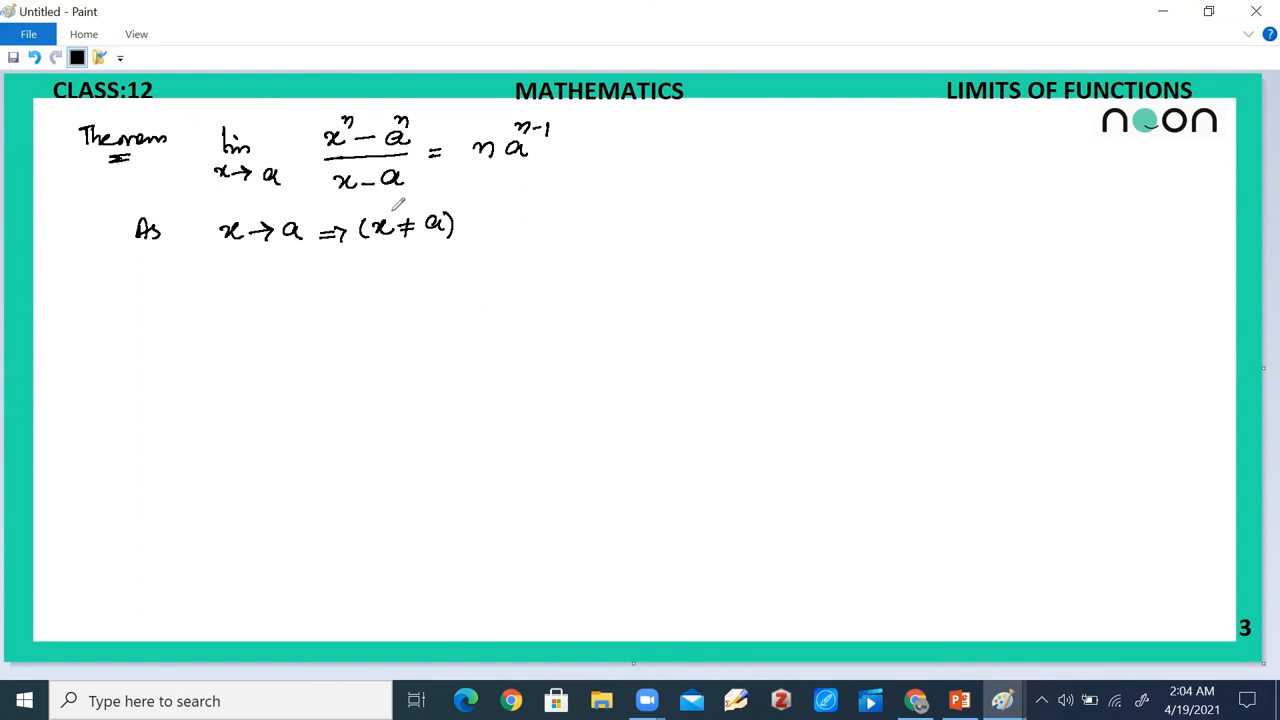 Untitled - Paint
File Home View
CLASS:12 MATHEMATICS LIMITS OF FUNCTIONS
noon
Theorem lim x→a (xⁿ - aⁿ)/(x - a) = n aⁿ⁻¹
As x → a ⇒ (x ≠ a)
3
Type here to search
2:04 AM
4/19/2021